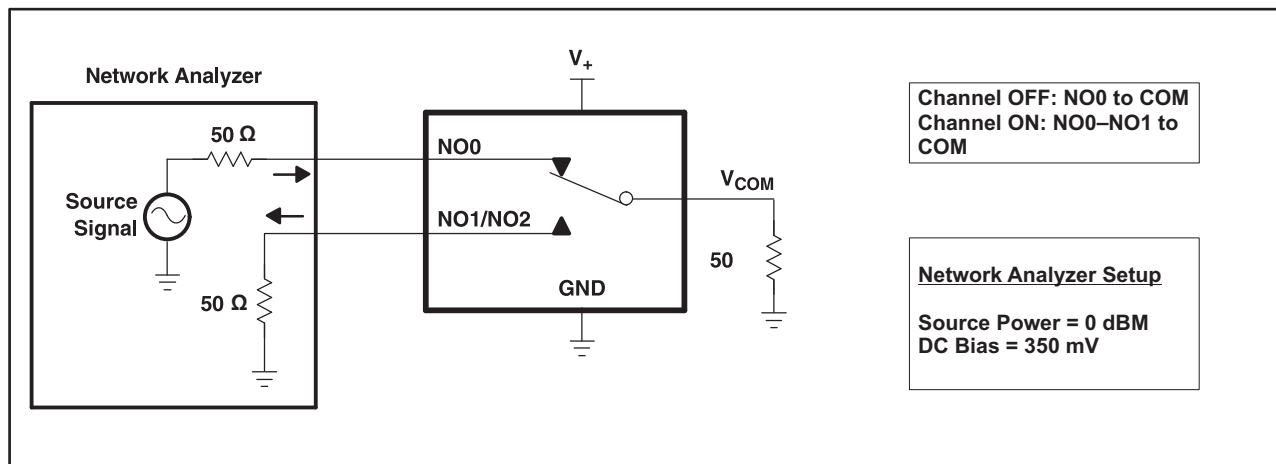 Network Analyzer
50 Ω
Source
Signal
50 Ω
V+
NO0
NO1/NO2
GND
VCOM
50
Channel OFF: NO0 to COM
Channel ON: NO0–NO1 to
COM
Network Analyzer Setup
Source Power = 0 dBM
DC Bias = 350 mV